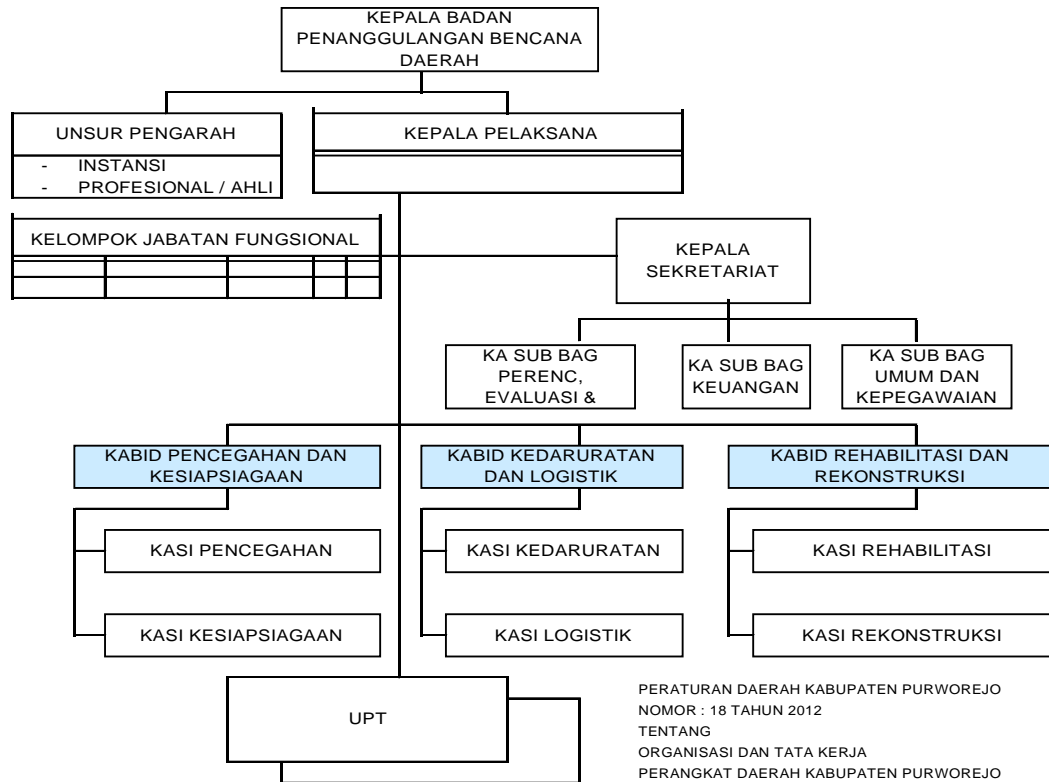 KEPALA BADAN
PENANGGULANGAN BENCANA
DAERAH
UNSUR PENGARAH
- INSTANSI
- PROFESIONAL / AHLI
KEPALA PELAKSANA
KELOMPOK JABATAN FUNGSIONAL
KEPALA
SEKRETARIAT
KA SUB BAG
PERENC,
EVALUASI &
KA SUB BAG
KEUANGAN
KA SUB BAG
UMUM DAN
KEPEGAWAIAN
KABID PENCEGAHAN DAN
KESIAPSIAGAAN
KABID KEDARURATAN
DAN LOGISTIK
KABID REHABILITASI DAN
REKONSTRUKSI
KASI PENCEGAHAN
KASI KEDARURATAN
KASI REHABILITASI
KASI KESIAPSIAGAAN
KASI LOGISTIK
KASI REKONSTRUKSI
UPT
PERATURAN DAERAH KABUPATEN PURWOREJO
NOMOR : 18 TAHUN 2012
TENTANG
ORGANISASI DAN TATA KERJA
PERANGKAT DAERAH KABUPATEN PURWOREJO